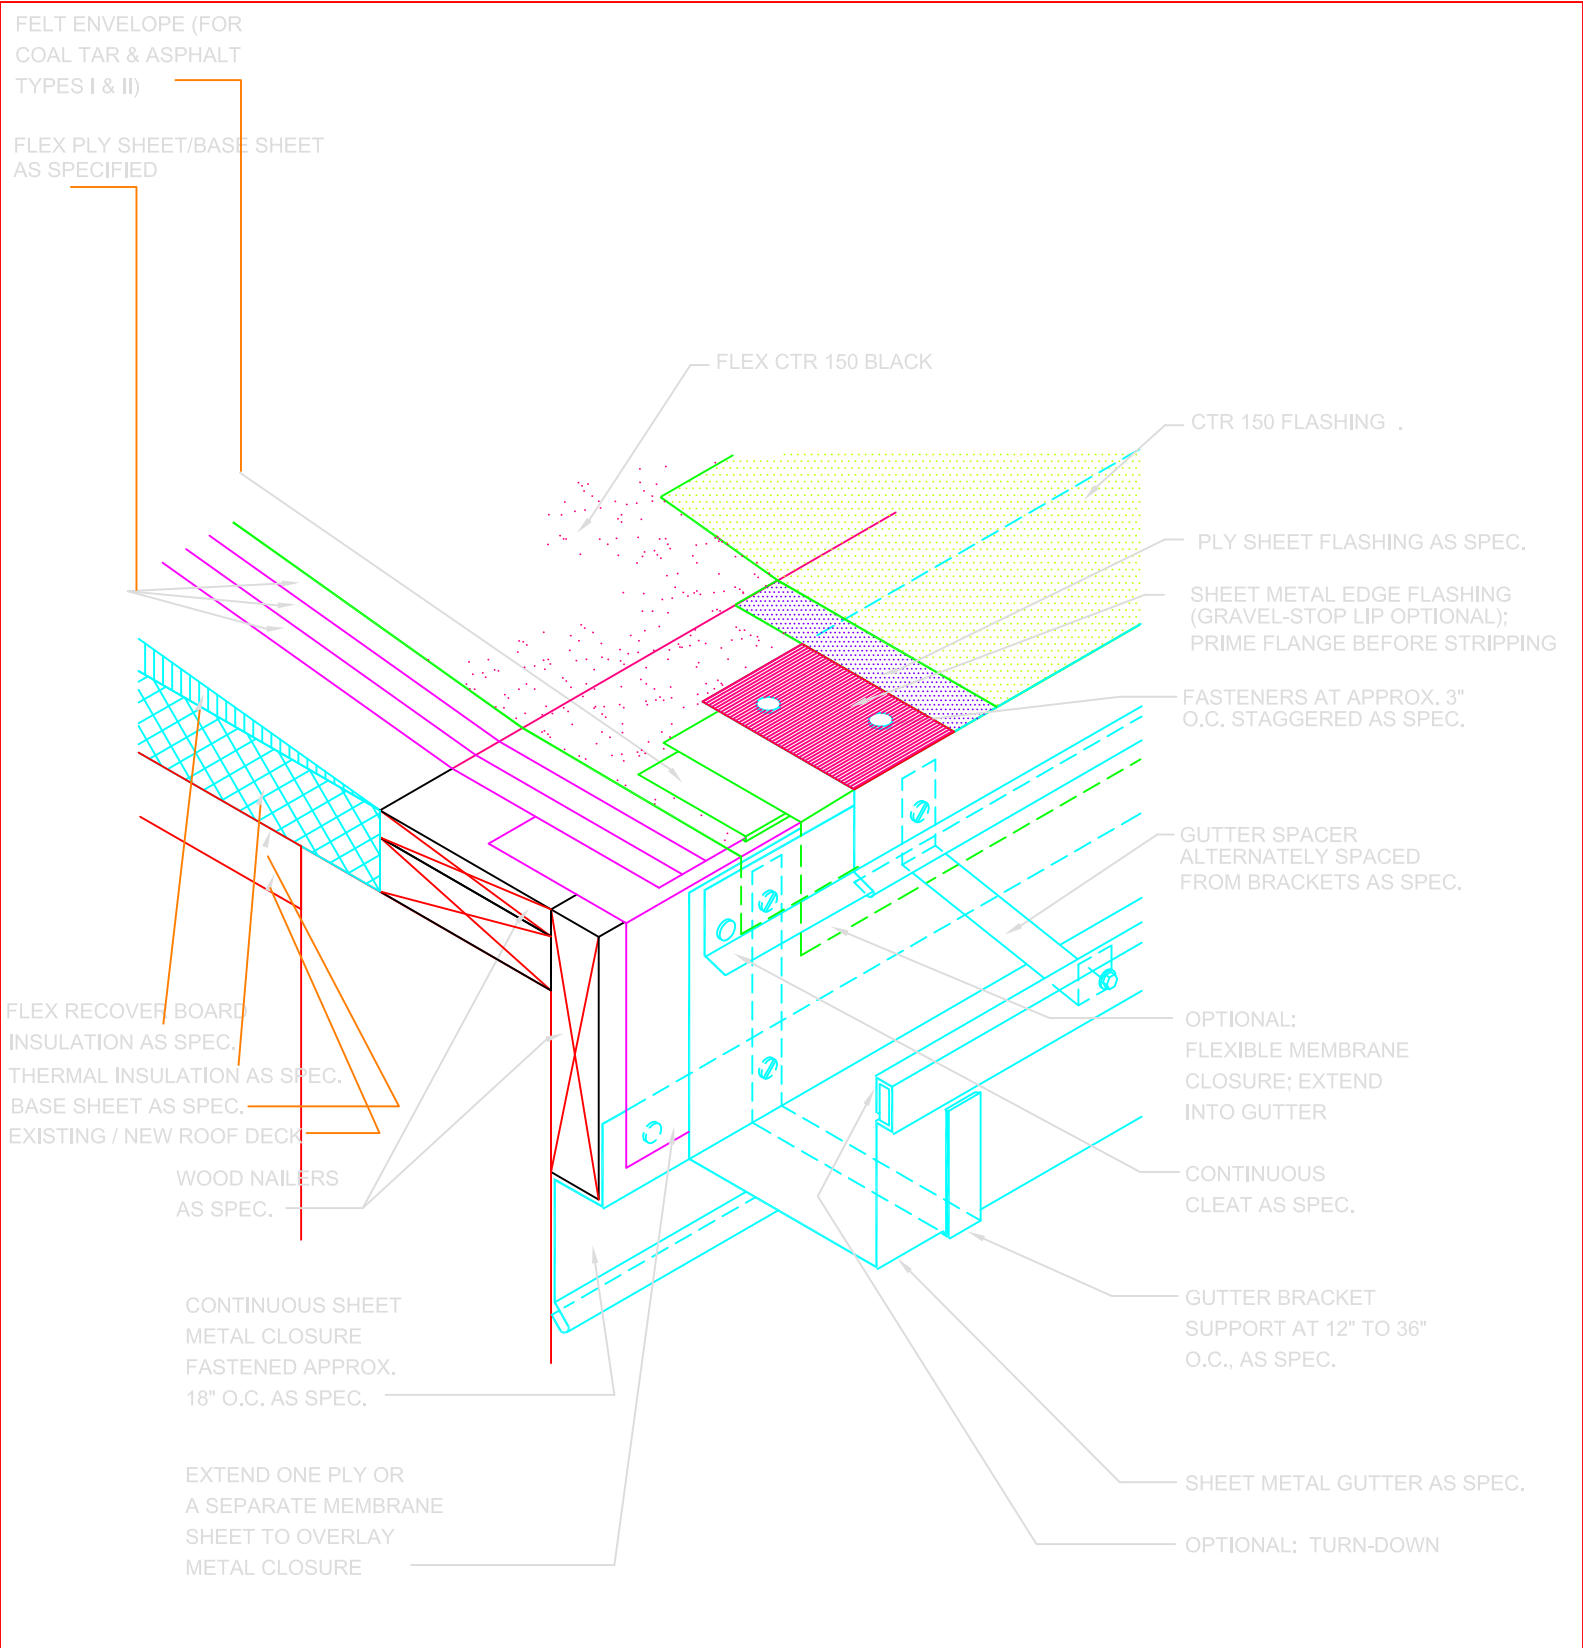 FELT ENVELOPE (FOR
COAL TAR & ASPHALT
TYPES I & II)
FLEX PLY SHEET/BASE SHEET
AS SPECIFIED
FLEX CTR 150 BLACK
CTR 150 FLASHING .
PLY SHEET FLASHING AS SPEC.
SHEET METAL EDGE FLASHING
(GRAVEL-STOP LIP OPTIONAL);
PRIME FLANGE BEFORE STRIPPING
FASTENERS AT APPROX. 3"
O.C. STAGGERED AS SPEC.
GUTTER SPACER
ALTERNATELY SPACED
FROM BRACKETS AS SPEC.
FLEX RECOVER BOARD
INSULATION AS SPEC.
THERMAL INSULATION AS SPEC.
BASE SHEET AS SPEC.
EXISTING / NEW ROOF DECK
WOOD NAILERS
AS SPEC.
OPTIONAL:
FLEXIBLE MEMBRANE
CLOSURE; EXTEND
INTO GUTTER
CONTINUOUS
CLEAT AS SPEC.
CONTINUOUS SHEET
METAL CLOSURE
FASTENED APPROX.
18" O.C. AS SPEC.
GUTTER BRACKET
SUPPORT AT 12" TO 36"
O.C., AS SPEC.
EXTEND ONE PLY OR
A SEPARATE MEMBRANE
SHEET TO OVERLAY
METAL CLOSURE
SHEET METAL GUTTER AS SPEC.
OPTIONAL: TURN-DOWN